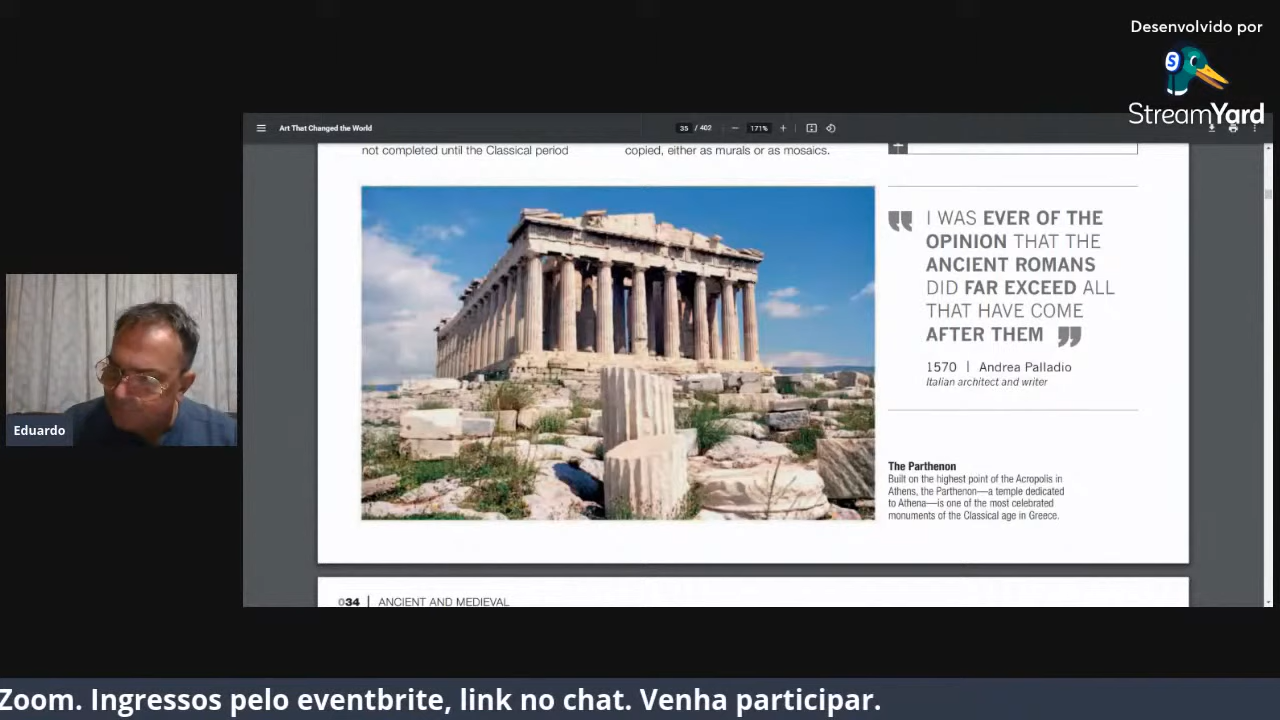 Desenvolvido por
StreamYard
Art That Changed the World
35 / 402
171%
not completed until the Classical period
copied, either as murals or as mosaics.
I WAS EVER OF THE
OPINION THAT THE
ANCIENT ROMANS
DID FAR EXCEED ALL
THAT HAVE COME
AFTER THEM
1570 | Andrea Palladio
Italian architect and writer
The Parthenon
Built on the highest point of the Acropolis in
Athens, the Parthenon—a temple dedicated
to Athena—is one of the most celebrated
monuments of the Classical age in Greece.
034 | ANCIENT AND MEDIEVAL
Eduardo
Zoom. Ingressos pelo eventbrite, link no chat. Venha participar.